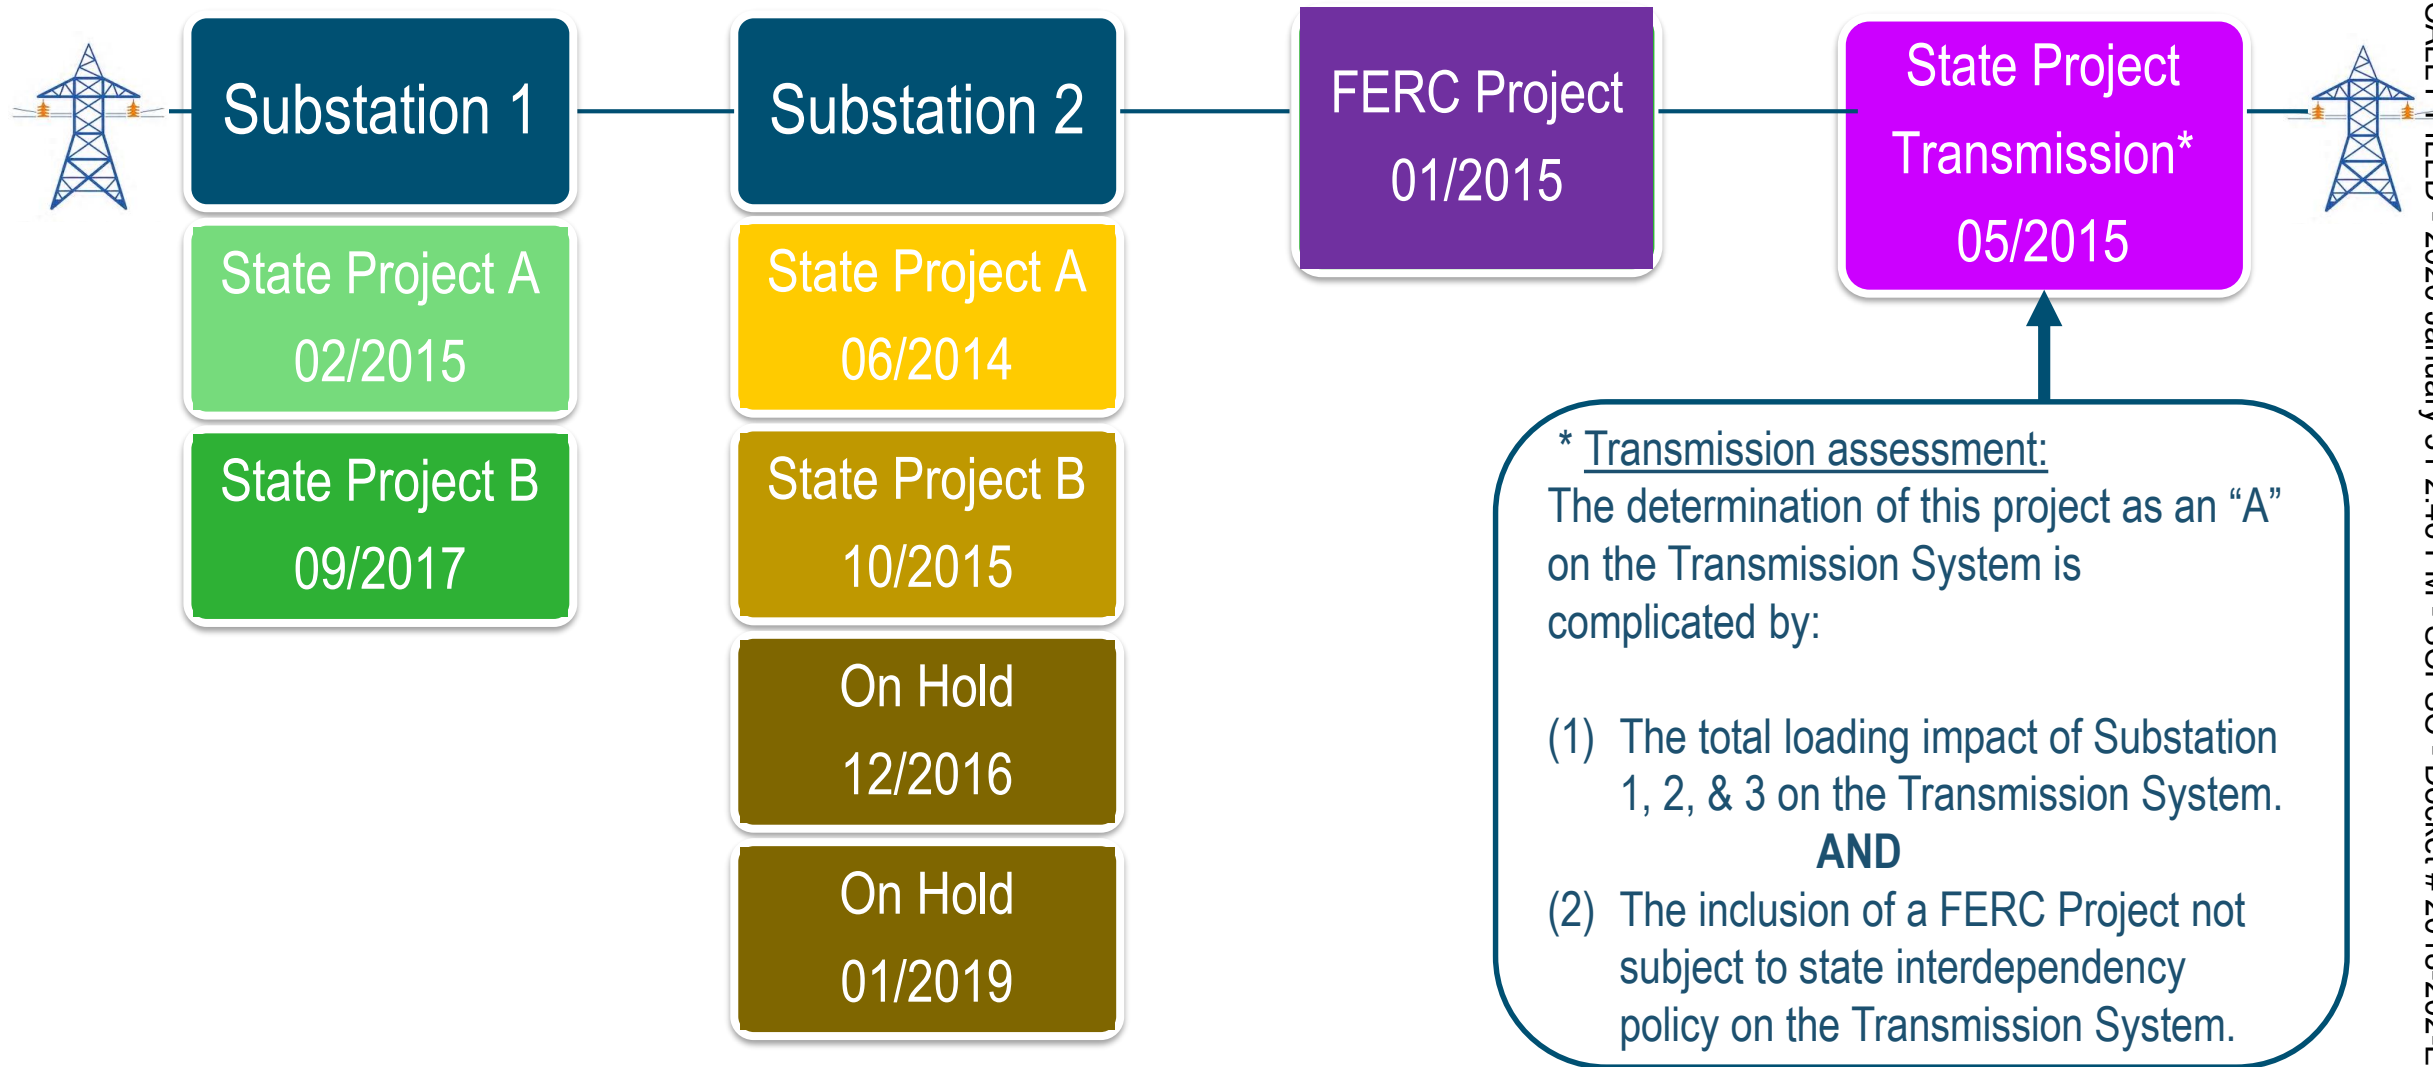 Substation 1
State Project A
02/2015
State Project B
09/2017
Substation 2
State Project A
06/2014
State Project B
10/2015
On Hold
12/2016
On Hold
01/2019
FERC Project
01/2015
State Project
Transmission*
05/2015
* Transmission assessment:
The determination of this project as an “A”
on the Transmission System is
complicated by:
(1) The total loading impact of Substation
1, 2, & 3 on the Transmission System.
AND
(2) The inclusion of a FERC Project not
subject to state interdependency
policy on the Transmission System.